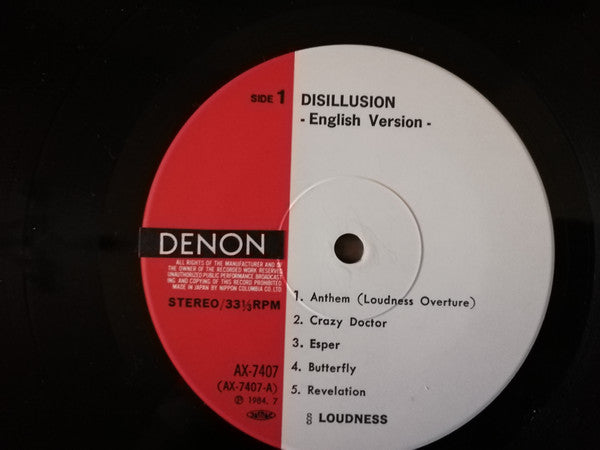 SIDE 1
DISILLUSION
- English Version -
DENON
ALL RIGHTS OF THE MANUFACTURER AND OF
THE OWNER OF THE RECORDED WORK RESERVED
UNAUTHORIZED PUBLIC PERFORMANCE BROADCAST-
ING AND COPYING OF THIS RECORD PROHIBITED
MADE IN JAPAN BY NIPPON COLUMBIA CO. LTD
STEREO/33⅓RPM
AX-7407
(AX-7407-A)
Ⓟ 1984. 7
1. Anthem (Loudness Overture)
2. Crazy Doctor
3. Esper
4. Butterfly
5. Revelation
LOUDNESS